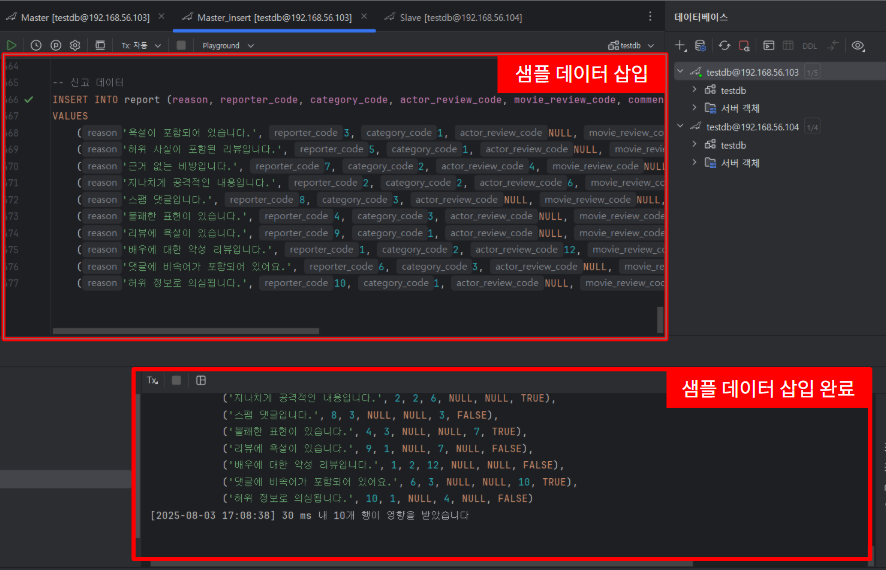 Master [testdb@192.168.56.103]
Master_Insert [testdb@192.168.56.103]
Slave [testdb@192.168.56.104]
데이터베이스
Tx: 자동
Playground
testdb
DDL
testdb@192.168.56.103 1/5
testdb
서버 객체
testdb@192.168.56.104 1/4
testdb
서버 객체
샘플 데이터 삽입
664
665 -- 신고 데이터
666 INSERT INTO report (reason, reporter_code, category_code, actor_review_code, movie_review_code, commen
667 VALUES
668 ( reason '욕설이 포함되어 있습니다.', reporter_code 3, category_code 1, actor_review_code NULL, movie_review_
669 ( reason '허위 사실이 포함된 리뷰입니다.', reporter_code 5, category_code 1, actor_review_code NULL, movie_r
670 ( reason '근거 없는 비방입니다.', reporter_code 7, category_code 2, actor_review_code 4, movie_review_code NULL
671 ( reason '지나치게 공격적인 내용입니다.', reporter_code 2, category_code 2, actor_review_code 6, movie_review
672 ( reason '스팸 댓글입니다.', reporter_code 8, category_code 3, actor_review_code NULL, movie_review_code NULL,
673 ( reason '불쾌한 표현이 있습니다.', reporter_code 4, category_code 3, actor_review_code NULL, movie_review_co
674 ( reason '리뷰에 욕설이 있습니다.', reporter_code 9, category_code 1, actor_review_code NULL, movie_review_co
675 ( reason '배우에 대한 악성 리뷰입니다.', reporter_code 1, category_code 2, actor_review_code 12, movie_review_
676 ( reason '댓글에 비속어가 포함되어 있어요.', reporter_code 6, category_code 3, actor_review_code NULL, movie_re
677 ( reason '허위 정보로 의심됩니다.', reporter_code 10, category_code 1, actor_review_code NULL, movie_review_c
샘플 데이터 삽입 완료
Tx
('지나치게 공격적인 내용입니다.', 2, 2, 6, NULL, NULL, TRUE),
('스팸 댓글입니다.', 8, 3, NULL, NULL, 3, FALSE),
('불쾌한 표현이 있습니다.', 4, 3, NULL, NULL, 7, TRUE),
('리뷰에 욕설이 있습니다.', 9, 1, NULL, 7, NULL, FALSE),
('배우에 대한 악성 리뷰입니다.', 1, 2, 12, NULL, NULL, FALSE),
('댓글에 비속어가 포함되어 있어요.', 6, 3, NULL, NULL, 10, TRUE),
('허위 정보로 의심됩니다.', 10, 1, NULL, 4, NULL, FALSE)
[2025-08-03 17:08:38] 30 ms 내 10개 행이 영향을 받았습니다